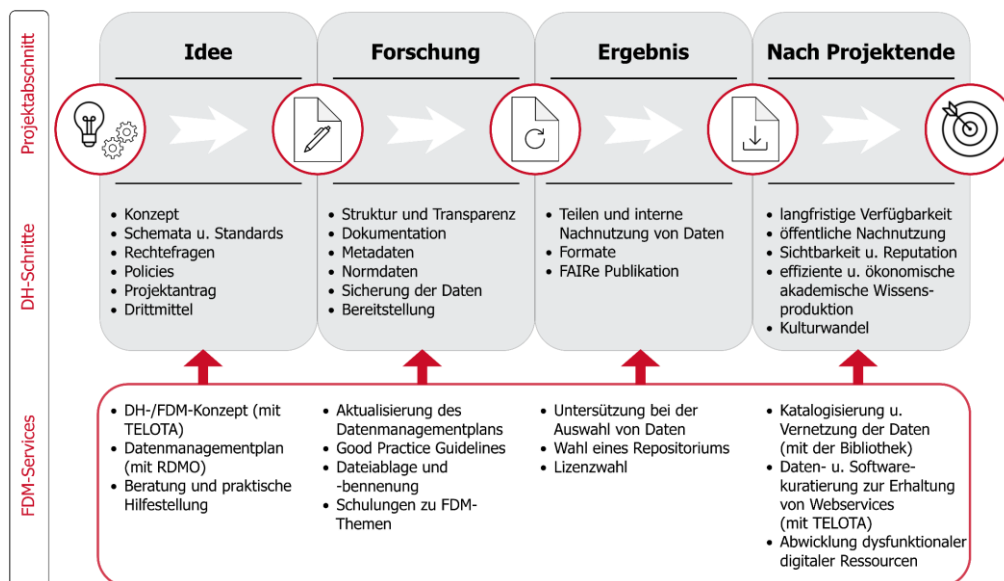 Projektabschnitt
Idee
Forschung
Ergebnis
Nach Projektende
DH-Schritte
• Konzept
• Schemata u. Standards
• Rechtefragen
• Policies
• Projektantrag
• Drittmittel
• Struktur und Transparenz
• Dokumentation
• Metadaten
• Normdaten
• Sicherung der Daten
• Bereitstellung
• Teilen und interne
Nachnutzung von Daten
• Formate
• FAIRe Publikation
• langfristige Verfügbarkeit
• öffentliche Nachnutzung
• Sichtbarkeit u. Reputation
• effiziente u. ökonomische
akademische Wissens-
produktion
• Kulturwandel
FDM-Services
• DH-/FDM-Konzept (mit
TELOTA)
• Datenmanagementplan
(mit RDMO)
• Beratung und praktische
Hilfestellung
• Aktualisierung des
Datenmanagementplans
• Good Practice Guidelines
• Dateiablage und
-bennenung
• Schulungen zu FDM-
Themen
• Untersützung bei der
Auswahl von Daten
• Wahl eines Repositoriums
• Lizenzwahl
• Katalogisierung u.
Vernetzung der Daten
(mit der Bibliothek)
• Daten- u. Software-
kuratierung zur Erhaltung
von Webservices
(mit TELOTA)
• Abwicklung dysfunktionaler
digitaler Ressourcen